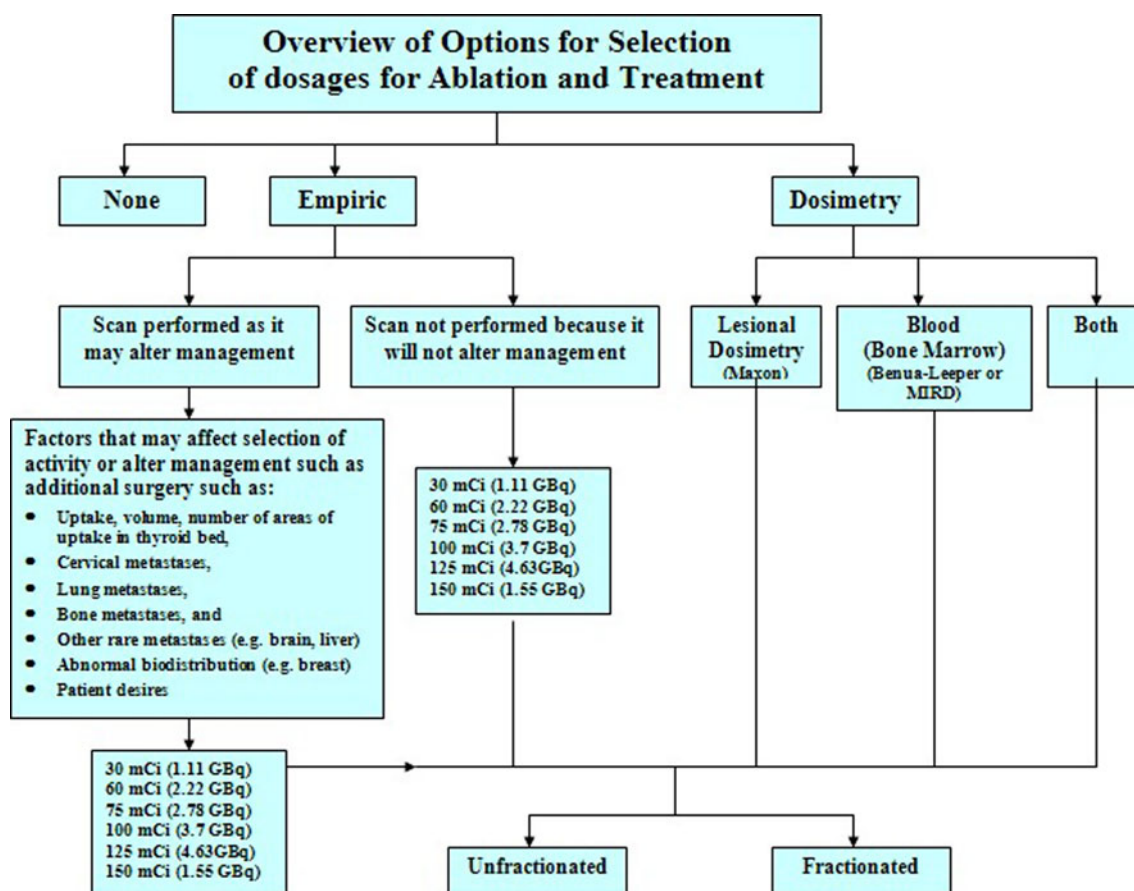 Overview of Options for Selection
of dosages for Ablation and Treatment
None
Empiric
Dosimetry
Scan performed as it
may alter management
Scan not performed because it
will not alter management
Lesional
Dosimetry
(Maxon)
Blood
(Bone Marrow)
(Benua-Leeper or
MIRD)
Both
Factors that may affect selection of
activity or alter management such as
additional surgery such as:
• Uptake, volume, number of areas of
uptake in thyroid bed,
• Cervical metastases,
• Lung metastases,
• Bone metastases, and
• Other rare metastases (e.g. brain, liver)
• Abnormal biodistribution (e.g. breast)
• Patient desires
30 mCi (1.11 GBq)
60 mCi (2.22 GBq)
75 mCi (2.78 GBq)
100 mCi (3.7 GBq)
125 mCi (4.63GBq)
150 mCi (1.55 GBq)
30 mCi (1.11 GBq)
60 mCi (2.22 GBq)
75 mCi (2.78 GBq)
100 mCi (3.7 GBq)
125 mCi (4.63GBq)
150 mCi (1.55 GBq)
Unfractionated
Fractionated